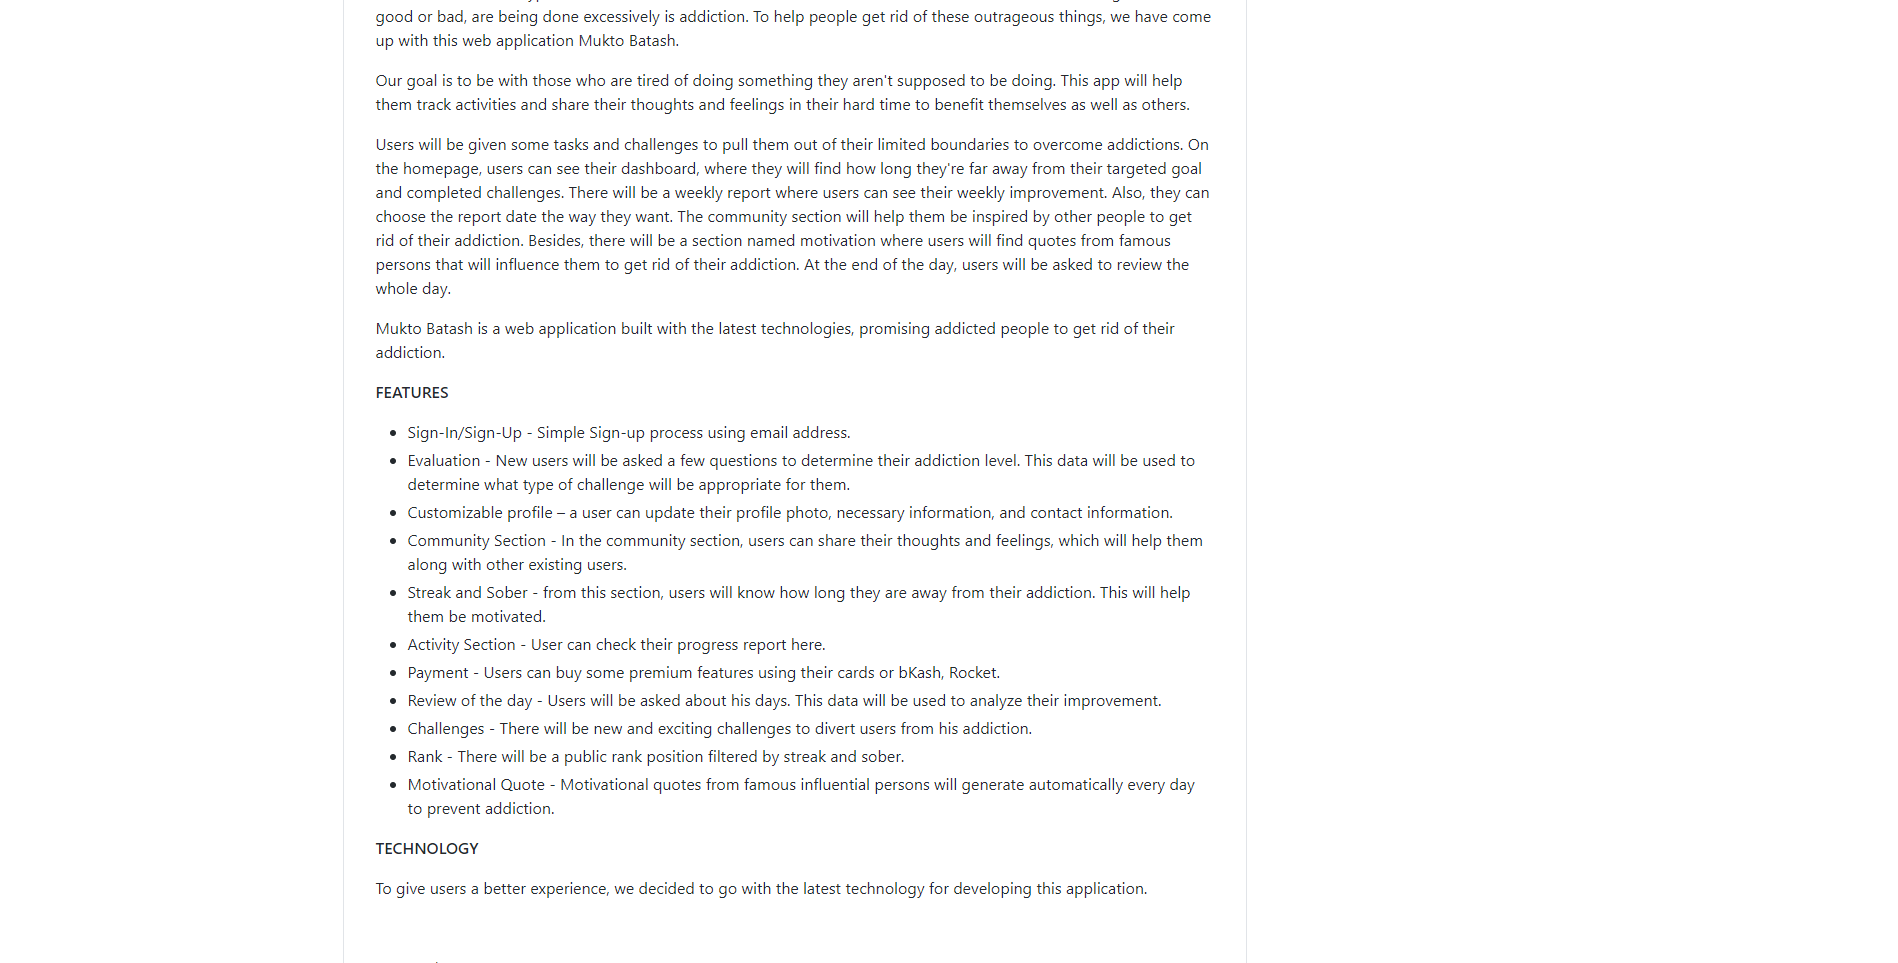 good or bad, are being done excessively is addiction. To help people get rid of these outrageous things, we have come
up with this web application Mukto Batash.
Our goal is to be with those who are tired of doing something they aren't supposed to be doing. This app will help
them track activities and share their thoughts and feelings in their hard time to benefit themselves as well as others.
Users will be given some tasks and challenges to pull them out of their limited boundaries to overcome addictions. On
the homepage, users can see their dashboard, where they will find how long they're far away from their targeted goal
and completed challenges. There will be a weekly report where users can see their weekly improvement. Also, they can
choose the report date the way they want. The community section will help them be inspired by other people to get
rid of their addiction. Besides, there will be a section named motivation where users will find quotes from famous
persons that will influence them to get rid of their addiction. At the end of the day, users will be asked to review the
whole day.
Mukto Batash is a web application built with the latest technologies, promising addicted people to get rid of their
addiction.
FEATURES
• Sign-In/Sign-Up - Simple Sign-up process using email address.
• Evaluation - New users will be asked a few questions to determine their addiction level. This data will be used to
determine what type of challenge will be appropriate for them.
• Customizable profile – a user can update their profile photo, necessary information, and contact information.
• Community Section - In the community section, users can share their thoughts and feelings, which will help them
along with other existing users.
• Streak and Sober - from this section, users will know how long they are away from their addiction. This will help
them be motivated.
• Activity Section - User can check their progress report here.
• Payment - Users can buy some premium features using their cards or bKash, Rocket.
• Review of the day - Users will be asked about his days. This data will be used to analyze their improvement.
• Challenges - There will be new and exciting challenges to divert users from his addiction.
• Rank - There will be a public rank position filtered by streak and sober.
• Motivational Quote - Motivational quotes from famous influential persons will generate automatically every day
to prevent addiction.
TECHNOLOGY
To give users a better experience, we decided to go with the latest technology for developing this application.